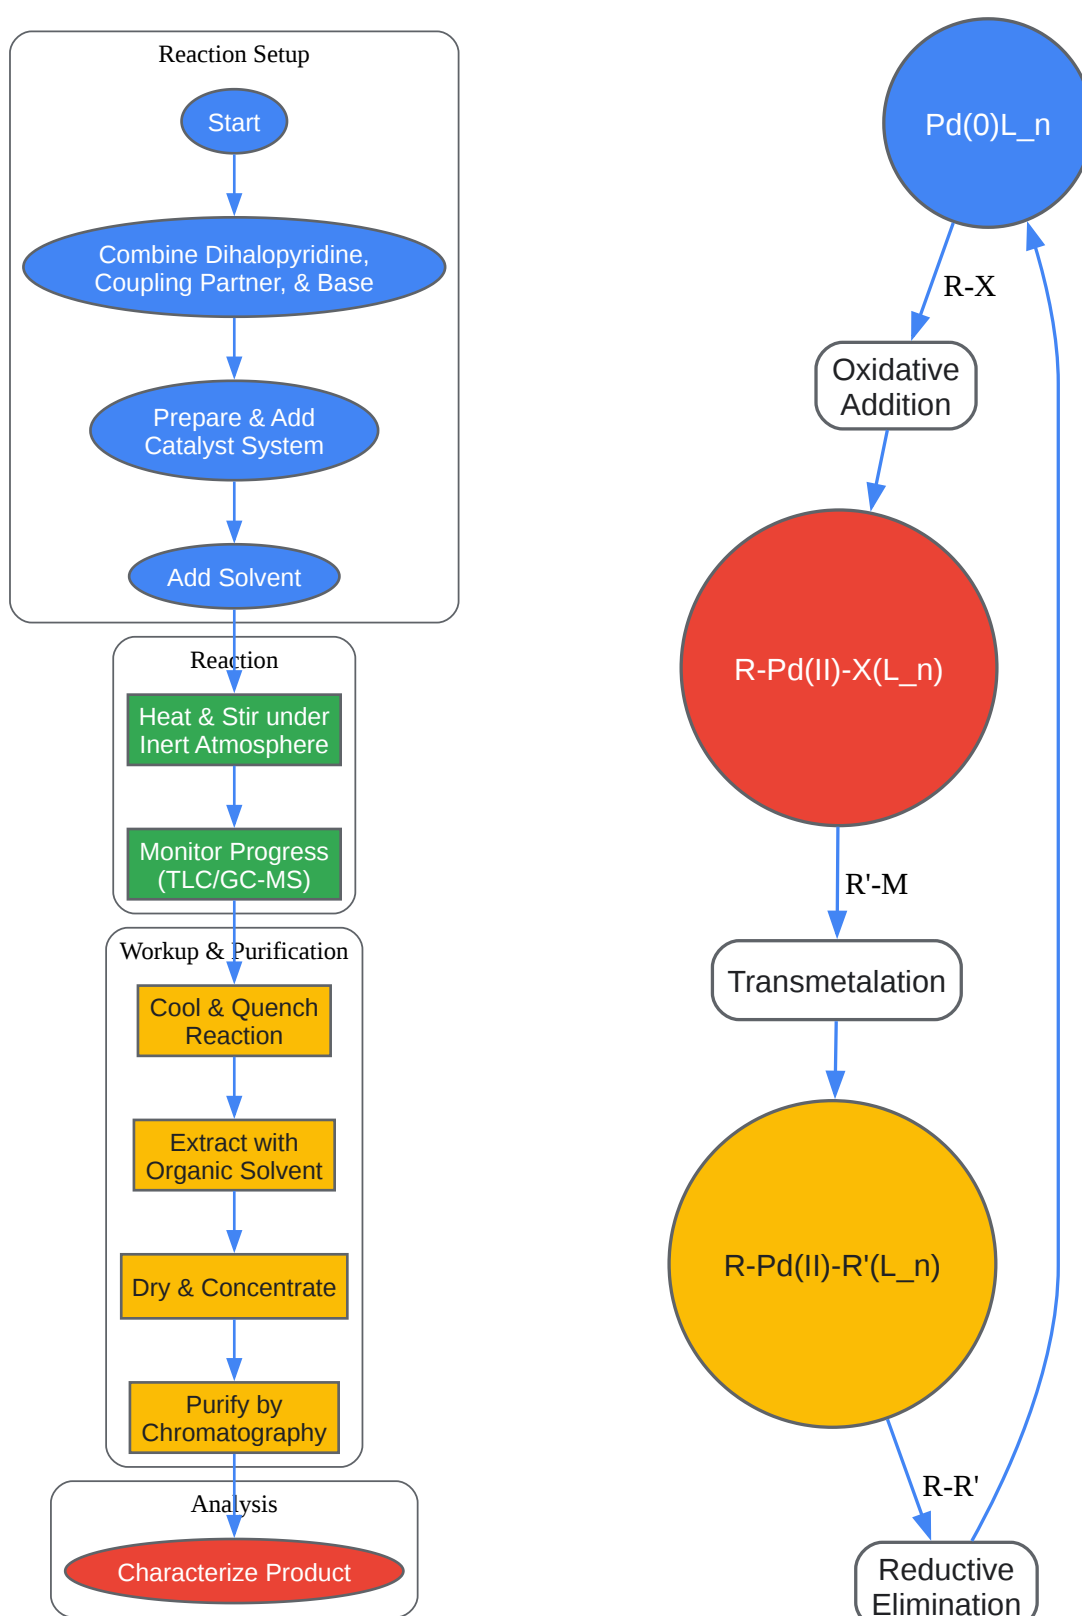 Reaction Setup
Start
Combine Dihalopyridine,
Coupling Partner, & Base
Prepare & Add
Catalyst System
Add Solvent
Reaction
Heat & Stir under
Inert Atmosphere
Monitor Progress
(TLC/GC-MS)
Workup & Purification
Cool & Quench
Reaction
Extract with
Organic Solvent
Dry & Concentrate
Purify by
Chromatography
Analysis
Characterize Product
Pd(0)L_n
R-X
Oxidative
Addition
R-Pd(II)-X(L_n)
R'-M
Transmetalation
R-Pd(II)-R'(L_n)
R-R'
Reductive
Elimination